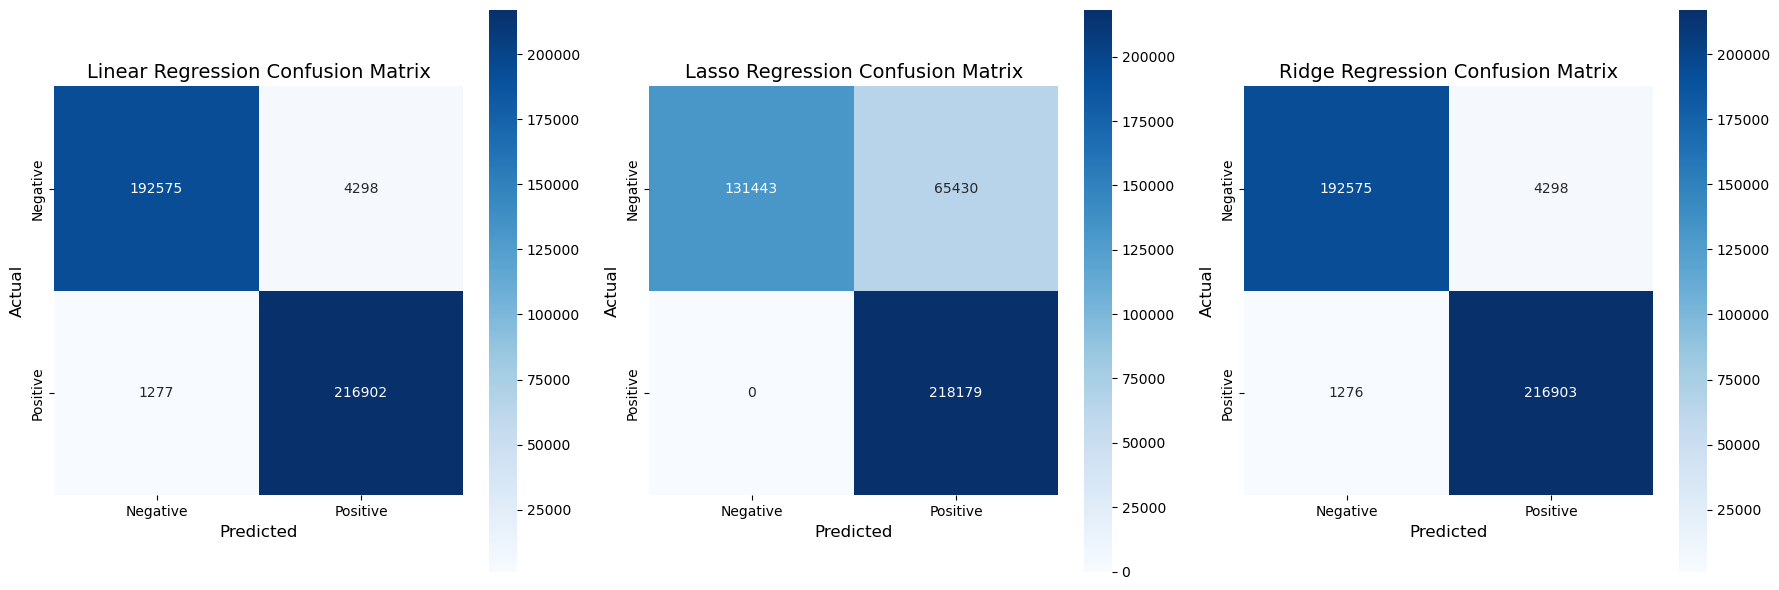 Linear Regression Confusion Matrix
Actual
Negative
Positive
192575
4298
1277
216902
Negative
Positive
Predicted
200000
175000
150000
125000
100000
75000
50000
25000
Lasso Regression Confusion Matrix
Actual
Negative
Positive
131443
65430
0
218179
Negative
Positive
Predicted
200000
175000
150000
125000
100000
75000
50000
25000
0
Ridge Regression Confusion Matrix
Actual
Negative
Positive
192575
4298
1276
216903
Negative
Positive
Predicted
200000
175000
150000
125000
100000
75000
50000
25000